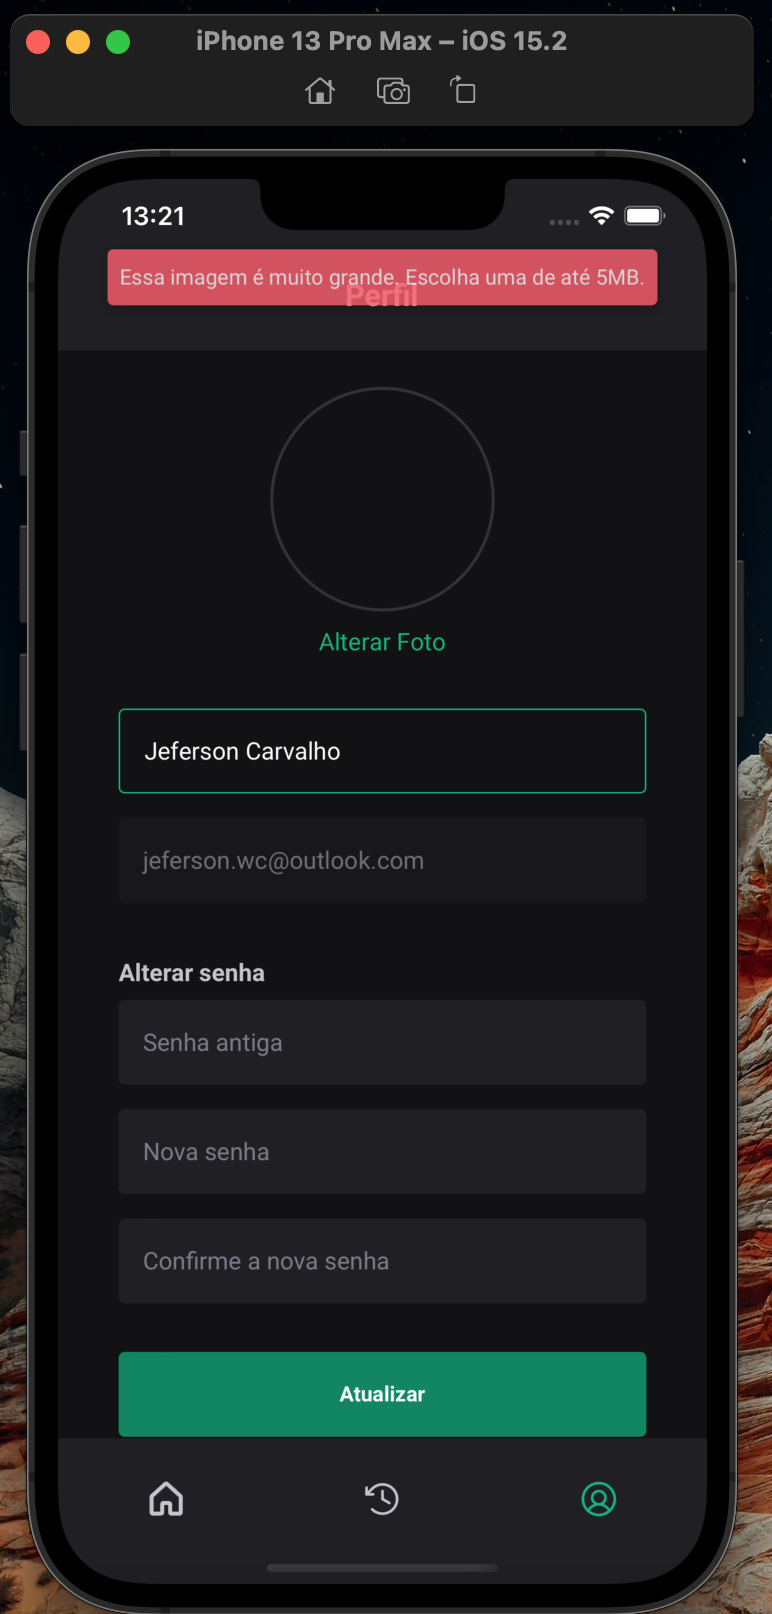 iPhone 13 Pro Max – iOS 15.2
13:21
Essa imagem é muito grande. Escolha uma de até 5MB.
Perfil
Alterar Foto
Jeferson Carvalho
jeferson.wc@outlook.com
Alterar senha
Senha antiga
Nova senha
Confirme a nova senha
Atualizar